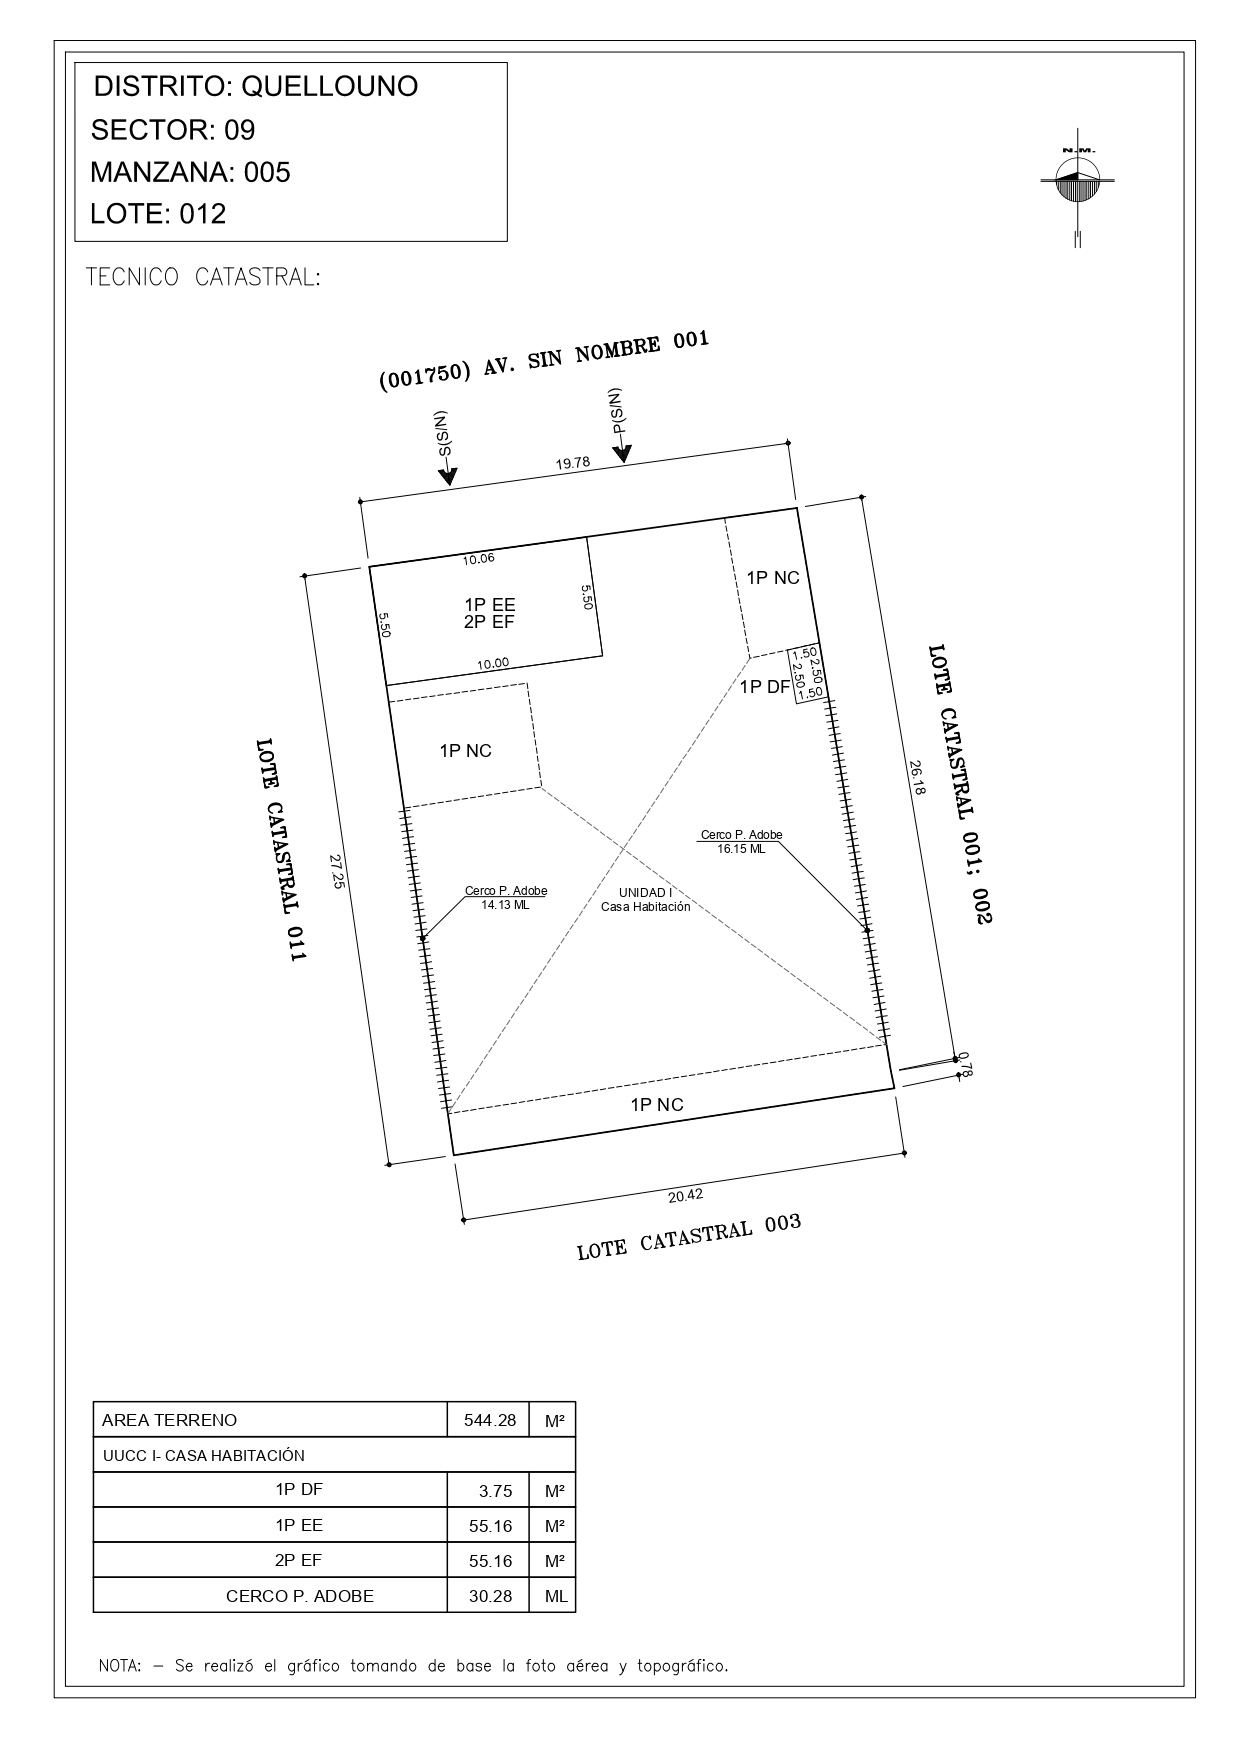 DISTRITO: QUELLOUNO
SECTOR: 09
MANZANA: 005
LOTE: 012
N.M.
TECNICO CATASTRAL:
(001750) AV. SIN NOMBRE 001
S(S/N)
P(S/N)
19.78
10.06
1P EE
2P EF
5.50
5.50
10.00
1P NC
1.50
2.50
2.50
1.50
1P DF
1P NC
LOTE CATASTRAL 001; 002
26.18
LOTE CATASTRAL 011
27.25
Cerco P. Adobe
16.15 ML
Cerco P. Adobe
14.13 ML
UNIDAD I
Casa Habitación
0.78
1P NC
20.42
LOTE CATASTRAL 003
AREA TERRENO 544.28 M²
UUCC I- CASA HABITACIÓN
1P DF 3.75 M²
1P EE 55.16 M²
2P EF 55.16 M²
CERCO P. ADOBE 30.28 ML
NOTA: – Se realizó el gráfico tomando de base la foto aérea y topográfico.